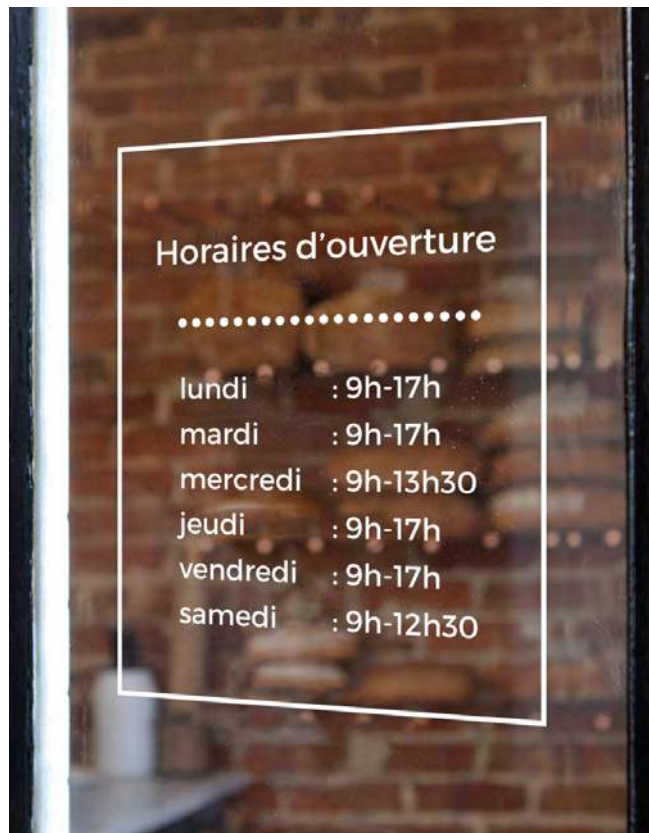 Horaires d'ouverture
lundi : 9h-17h
mardi : 9h-17h
mercredi : 9h-13h30
jeudi : 9h-17h
vendredi : 9h-17h
samedi : 9h-12h30